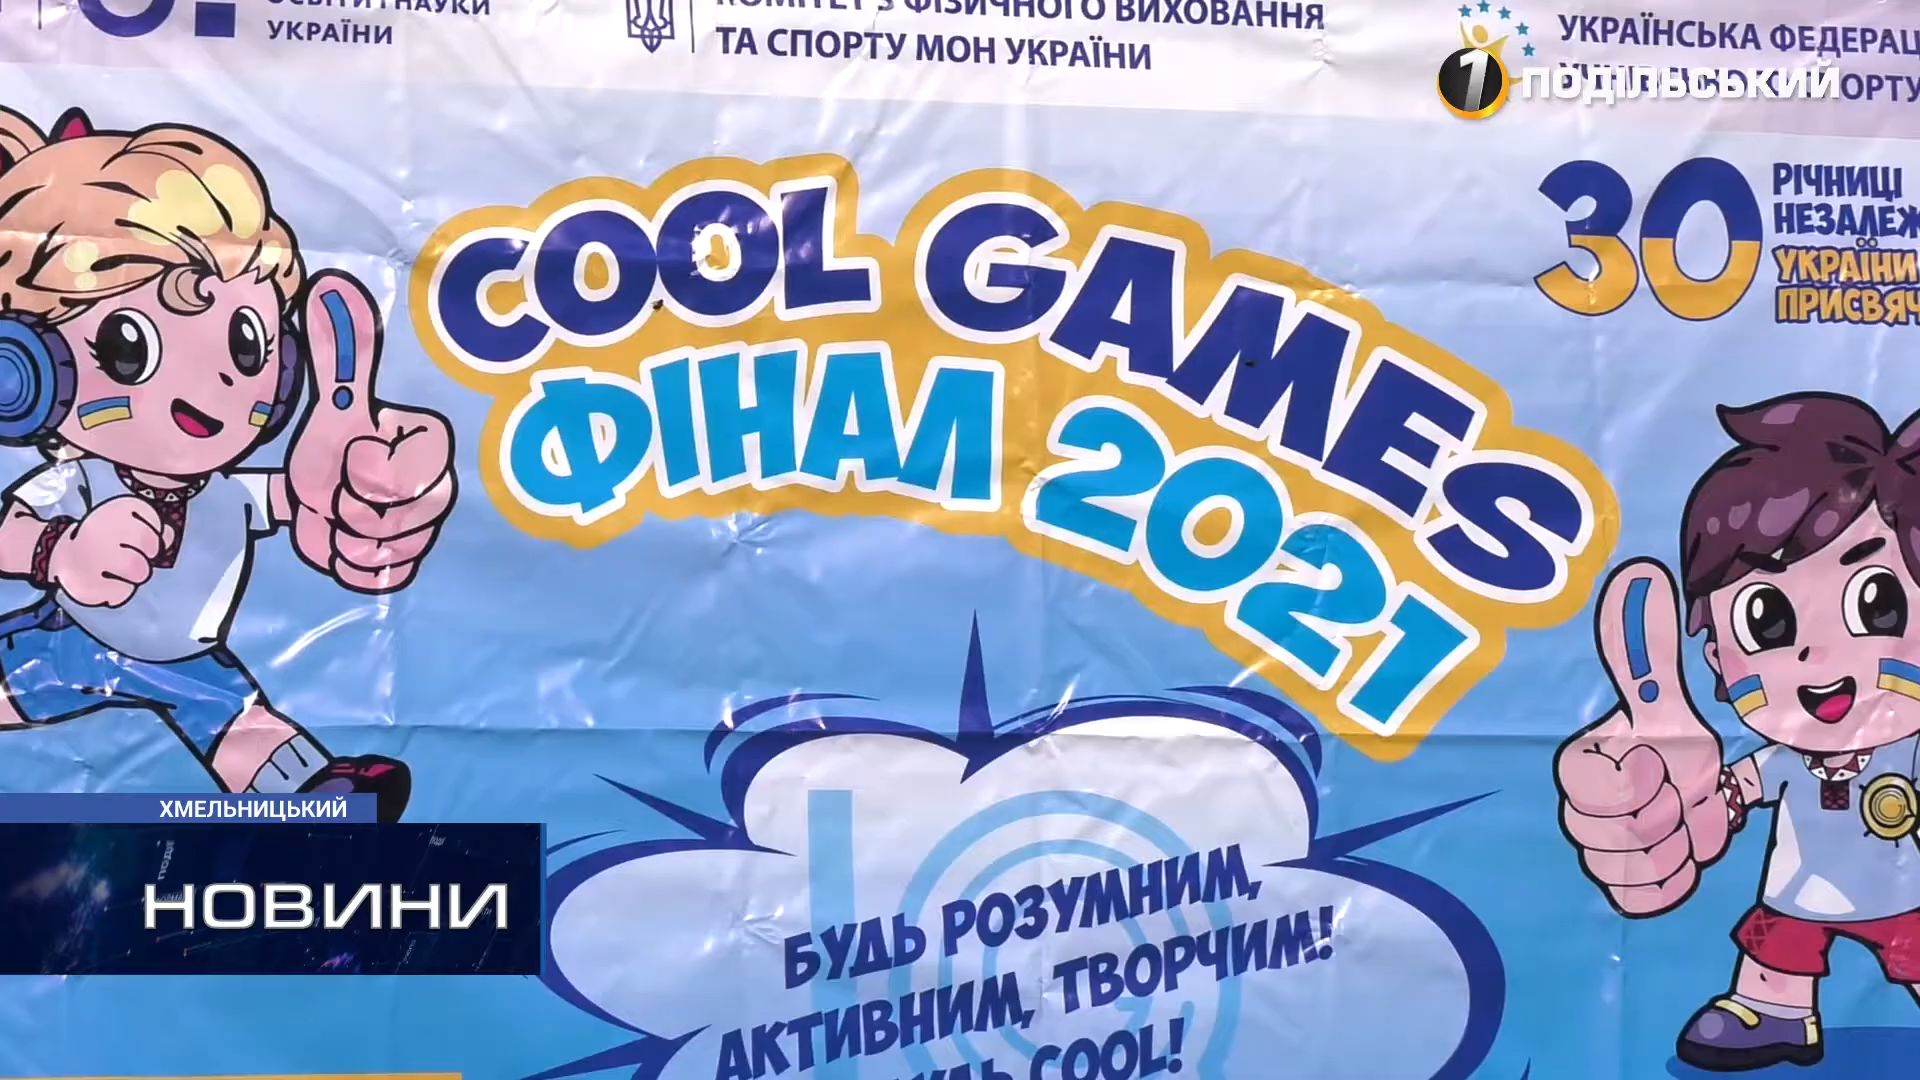 УКРАЇНИ
ТА СПОРТУ МОН УКРАЇНИ
УКРАЇНСЬКА
1 ПОДІЛЬСЬКИЙ
30
РІЧНИЦІ
УКРАЇНИ
COOL GAMES
ФІНАЛ 2021
БУДЬ РОЗУМНИМ,
АКТИВНИМ, ТВОРЧИМ!
COOL!
ХМЕЛЬНИЦЬКИЙ
НОВИНИ